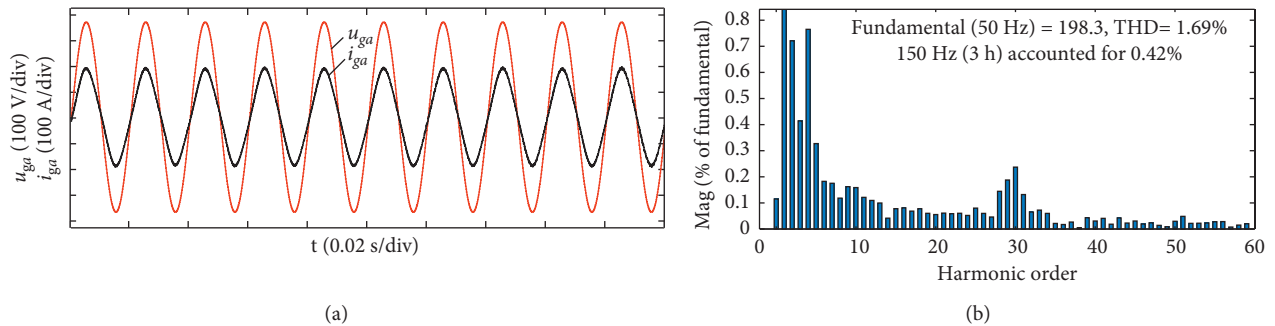 u_ga (100 V/div)
i_ga (100 A/div)
u_ga
i_ga
t (0.02 s/div)
(a)
Fundamental (50 Hz) = 198.3, THD= 1.69%
150 Hz (3 h) accounted for 0.42%
Mag (% of fundamental)
0.8
0.7
0.6
0.5
0.4
0.3
0.2
0.1
0
0 10 20 30 40 50 60
Harmonic order
(b)